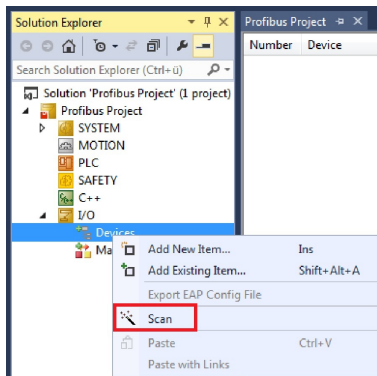 Solution Explorer
Profibus Project
Number Device
Search Solution Explorer (Ctrl+ü)
Solution 'Profibus Project' (1 project)
Profibus Project
SYSTEM
MOTION
PLC
SAFETY
C++
I/O
Devices
Add New Item... Ins
Add Existing Item... Shift+Alt+A
Export EAP Config File
Scan
Paste Ctrl+V
Paste with Links